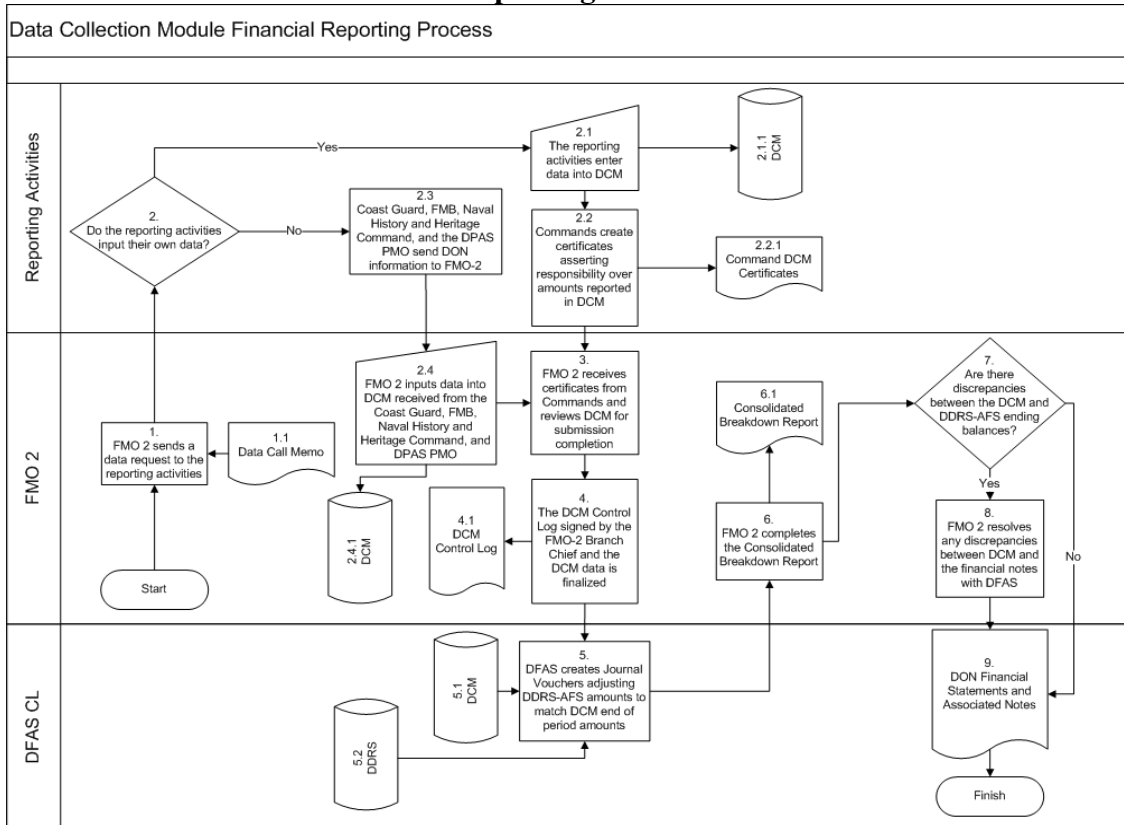 Data Collection Module Financial Reporting Process
Reporting Activities
2.
Do the reporting activities
input their own data?
Yes
No
2.1
The reporting
activities enter
data into DCM
2.1.1
DCM
2.3
Coast Guard, FMB, Naval
History and Heritage
Command, and the DPAS
PMO send DON
information to FMO-2
2.2
Commands create
certificates
asserting
responsibility over
amounts reported
in DCM
2.2.1
Command DCM
Certificates
FMO 2
1.
FMO 2 sends a
data request to the
reporting activities
1.1
Data Call Memo
Start
2.4
FMO 2 inputs data into
DCM received from the
Coast Guard, FMB,
Naval History and
Heritage Command, and
DPAS PMO
2.4.1
DCM
3.
FMO 2 receives
certificates from
Commands and
reviews DCM for
submission
completion
4.
The DCM Control
Log signed by the
FMO-2 Branch
Chief and the
DCM data is
finalized
4.1
DCM
Control Log
6.1
Consolidated
Breakdown Report
6.
FMO 2 completes
the Consolidated
Breakdown Report
7.
Are there
discrepancies
between the DCM and
DDRS-AFS ending
balances?
Yes
No
8.
FMO 2 resolves
any discrepancies
between DCM and
the financial notes
with DFAS
DFAS CL
5.1
DCM
5.2
DDRS
5.
DFAS creates Journal
Vouchers adjusting
DDRS-AFS amounts to
match DCM end of
period amounts
9.
DON Financial
Statements and
Associated Notes
Finish